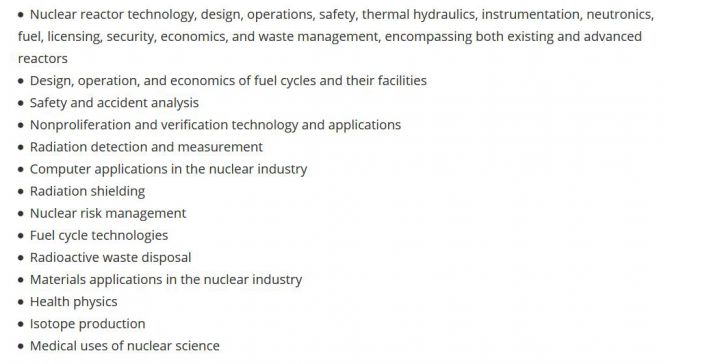 • Nuclear reactor technology, design, operations, safety, thermal hydraulics, instrumentation, neutronics,
fuel, licensing, security, economics, and waste management, encompassing both existing and advanced
reactors
• Design, operation, and economics of fuel cycles and their facilities
• Safety and accident analysis
• Nonproliferation and verification technology and applications
• Radiation detection and measurement
• Computer applications in the nuclear industry
• Radiation shielding
• Nuclear risk management
• Fuel cycle technologies
• Radioactive waste disposal
• Materials applications in the nuclear industry
• Health physics
• Isotope production
• Medical uses of nuclear science